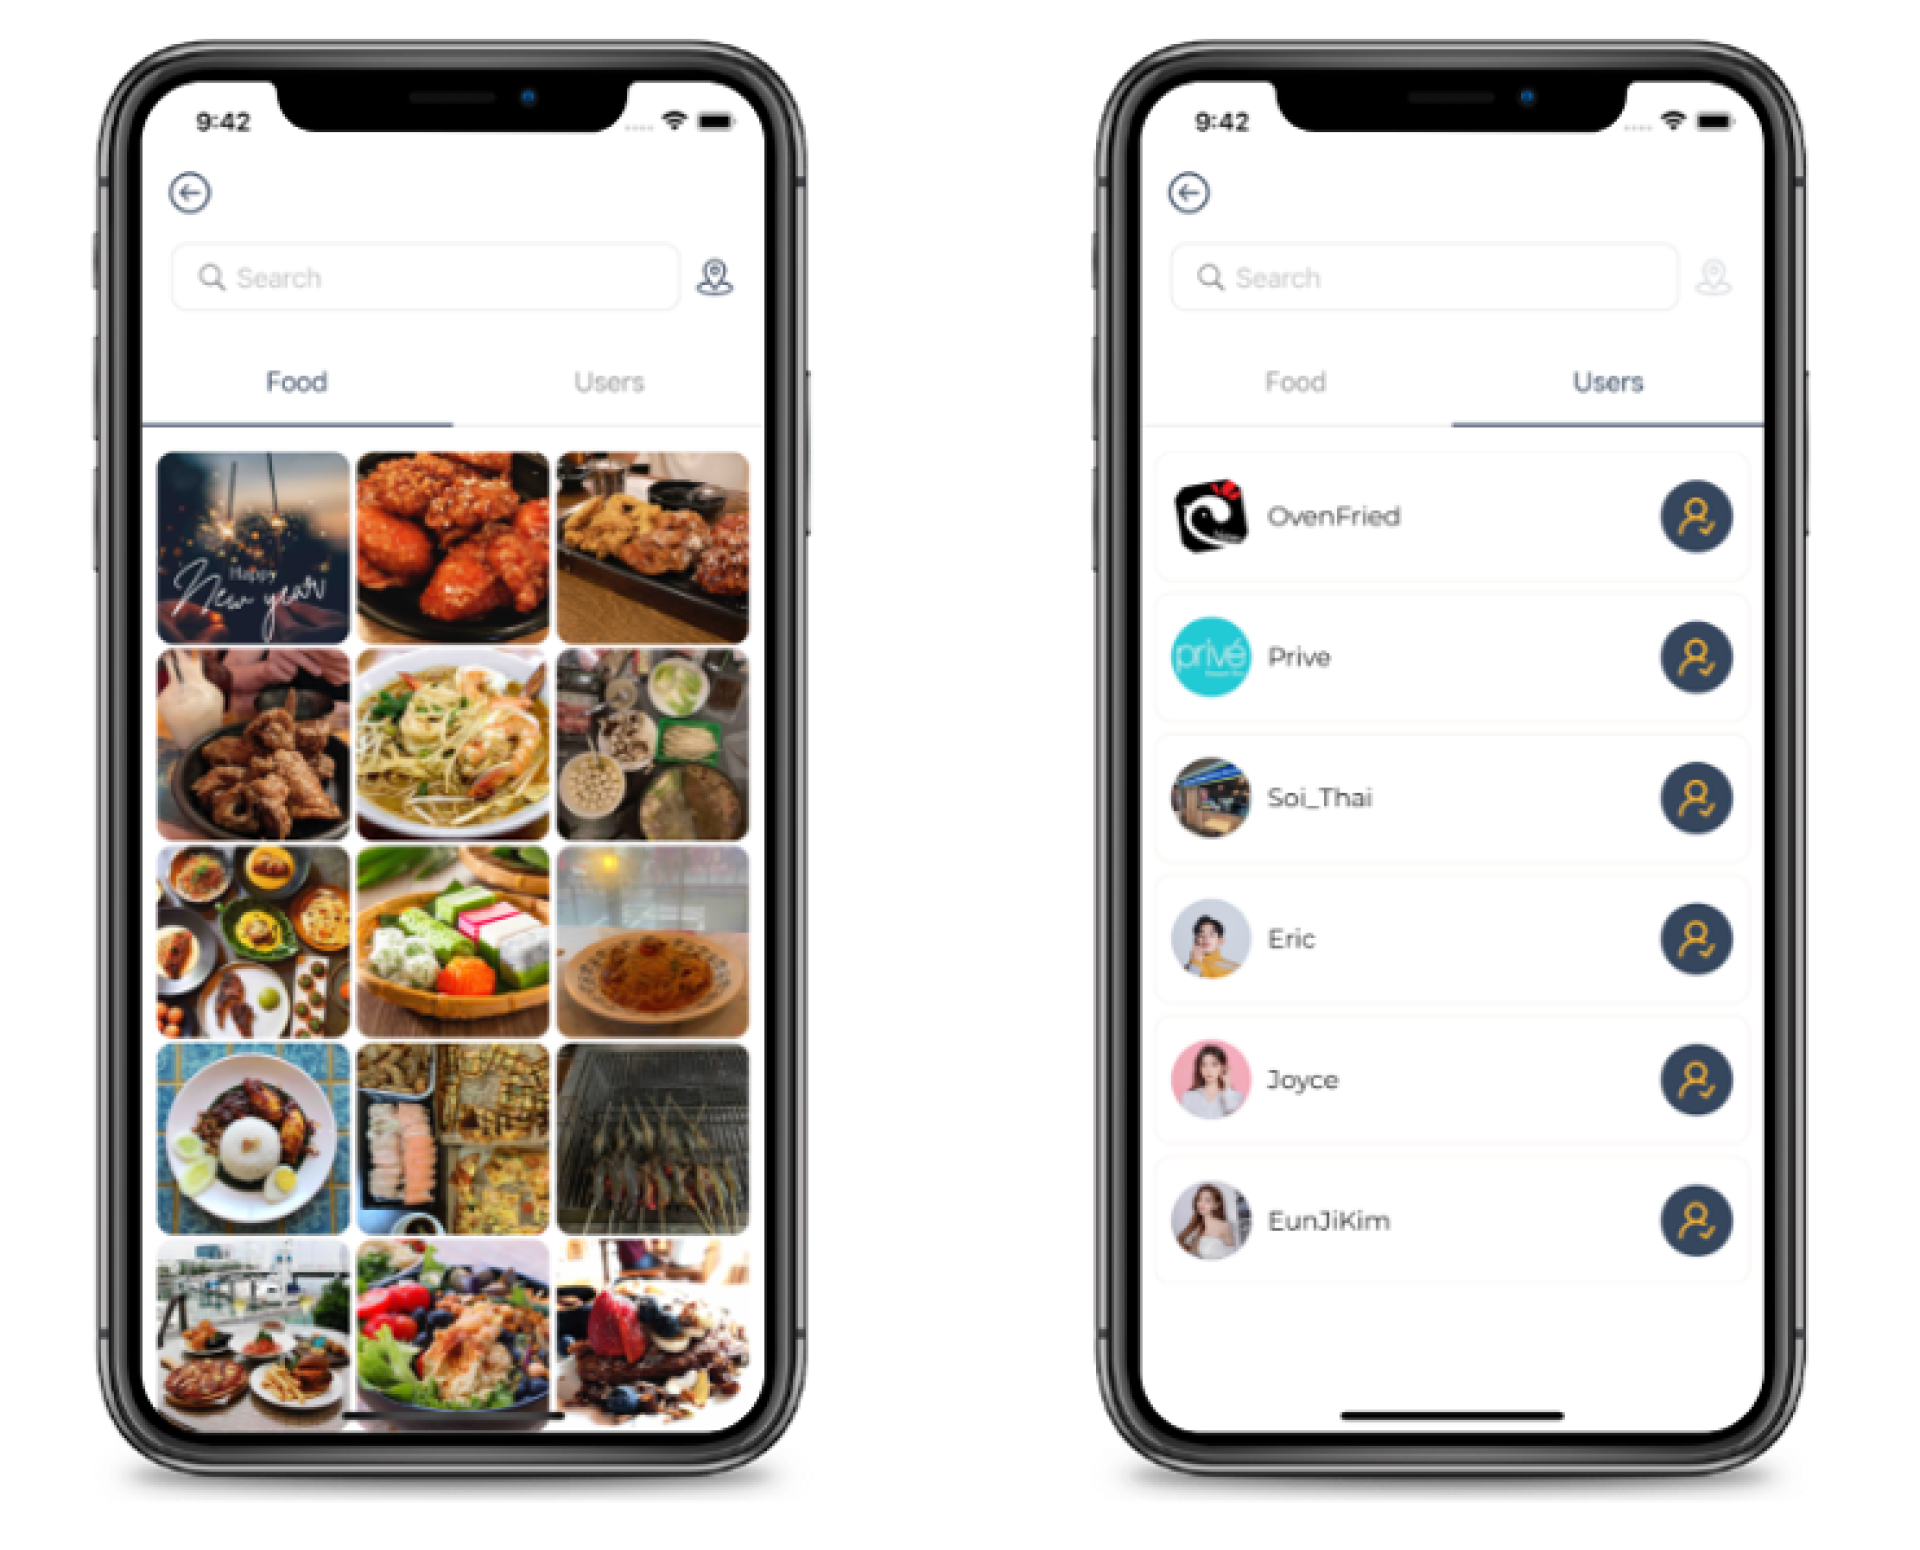 9:42
Search
Food Users
Happy
New year
9:42
Search
Food Users
OvenFried
privé
Prive
Soi_Thai
Eric
Joyce
EunJiKim